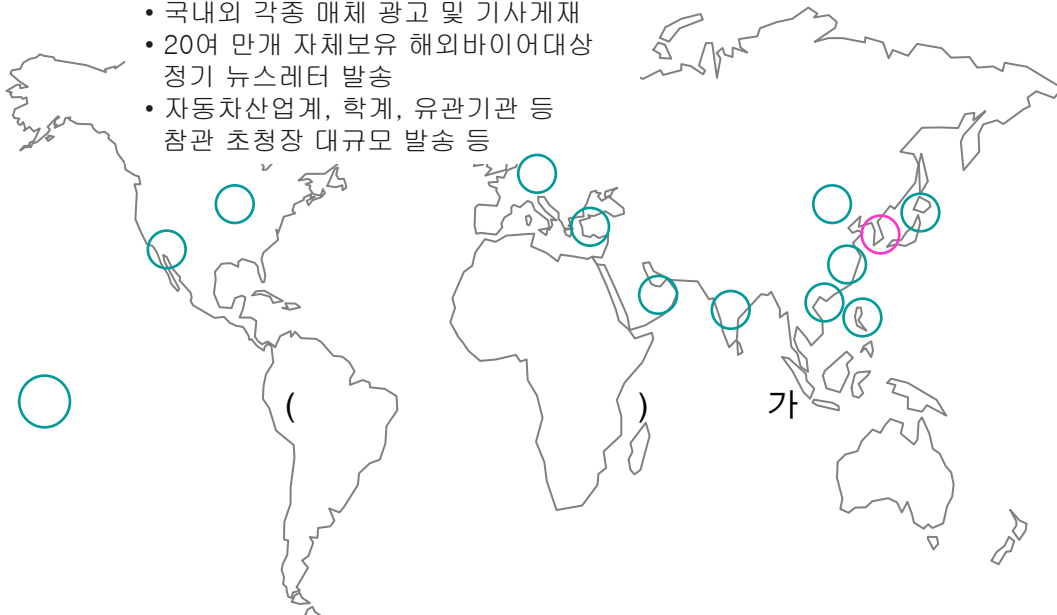 • 국내외 각종 매체 광고 및 기사게재
• 20여 만개 자체보유 해외바이어대상
정기 뉴스레터 발송
• 자동차산업계, 학계, 유관기관 등
참관 초청장 대규모 발송 등
( ) 가